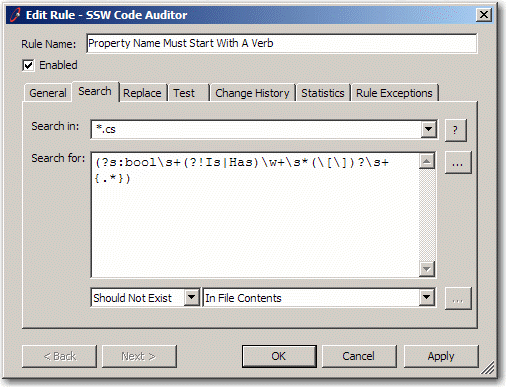 Edit Rule - SSW Code Auditor
Rule Name: Property Name Must Start With A Verb
Enabled
General Search Replace Test Change History Statistics Rule Exceptions
Search in: *.cs ?
Search for: (?s:bool\s+(?!Is|Has)\w+\s*(\[\])?\s+ ...
{.*})
Should Not Exist In File Contents ...
< Back Next > OK Cancel Apply